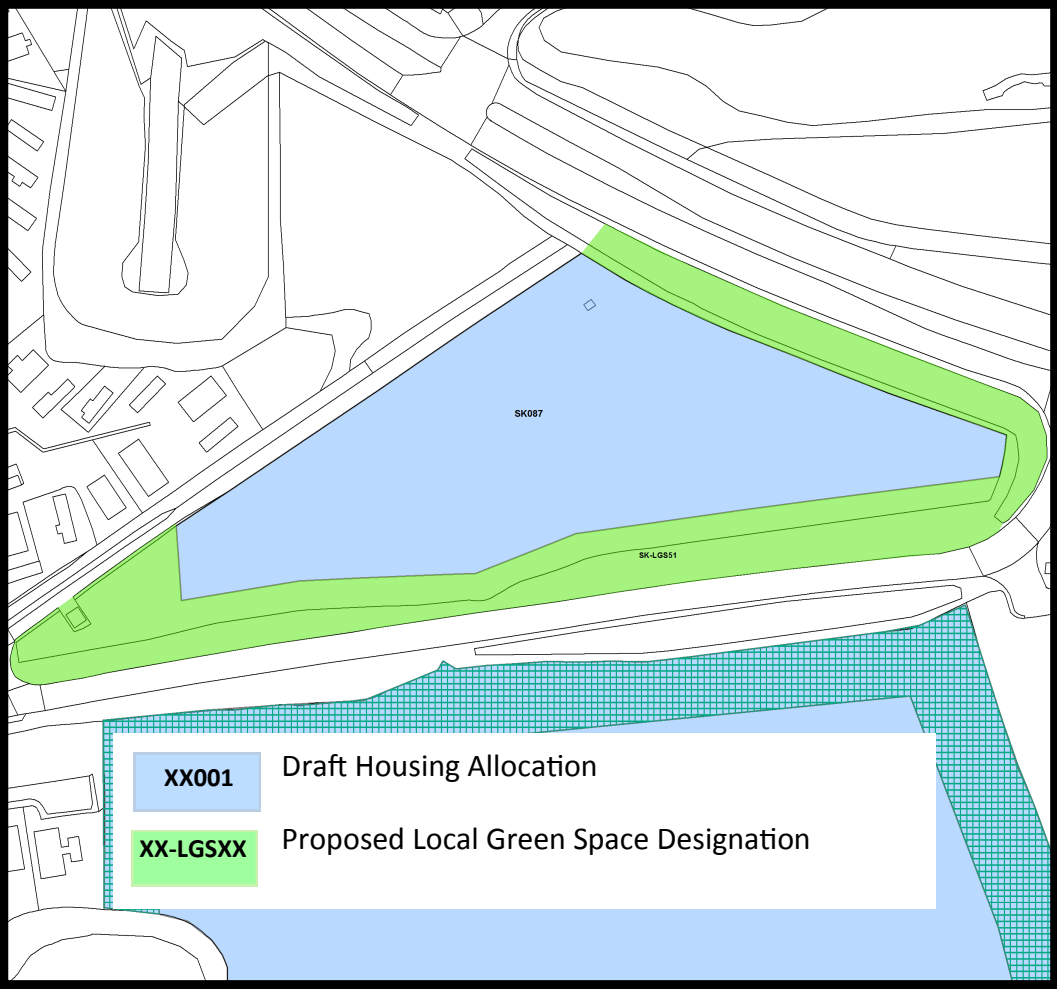 SK087
SK-LGS51
XX001 Draft Housing Allocation
XX-LGSXX Proposed Local Green Space Designation